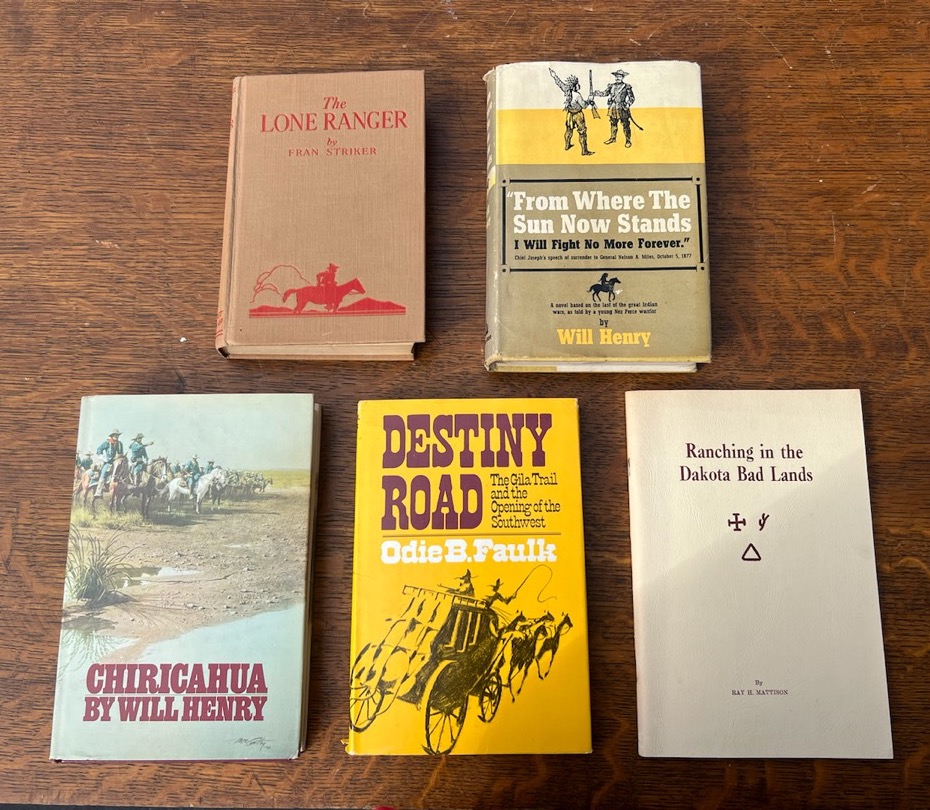 The
LONE RANGER
by
FRAN STRIKER
"From Where The
Sun Now Stands
I Will Fight No More Forever."
Chief Joseph's speech of surrender to General Nelson A. Miles, October 5, 1877
A novel based on the last of the great Indian
wars, as told by a young Nez Perce warrior
by
Will Henry
CHIRICAHUA
BY WILL HENRY
DESTINY
ROAD
The Gila Trail
and the
Opening of the
Southwest
Odie B. Faulk
Ranching in the
Dakota Bad Lands
By
RAY H. MATTISON